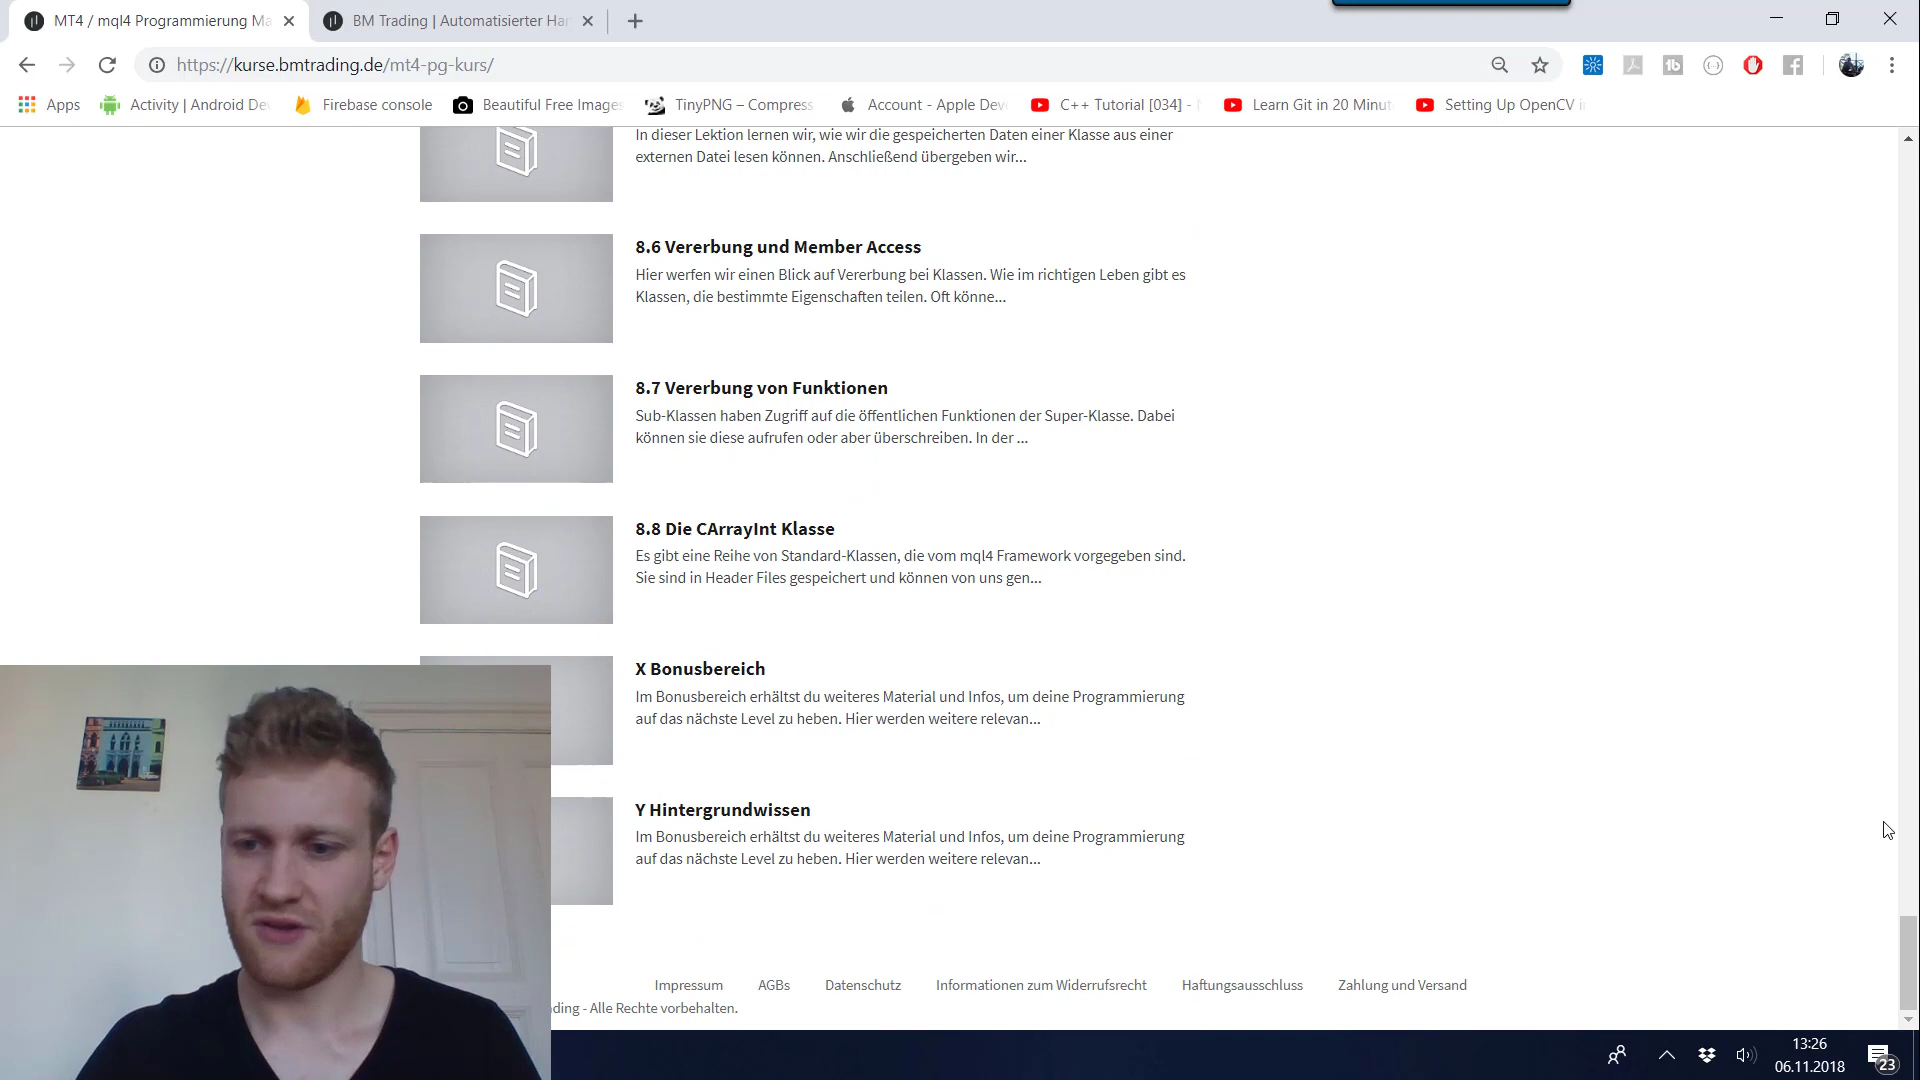 MT4 / mql4 Programmierung Ma
BM Trading | Automatisierter Han
https://kurse.bmtrading.de/mt4-pg-kurs/
Apps
Activity | Android De
Firebase console
Beautiful Free Images
TinyPNG – Compress
Account - Apple Deve
C++ Tutorial [034] -
Learn Git in 20 Minut
Setting Up OpenCV i
In dieser Lektion lernen wir, wie wir die gespeicherten Daten einer Klasse aus einer
externen Datei lesen können. Anschließend übergeben wir...
8.6 Vererbung und Member Access
Hier werfen wir einen Blick auf Vererbung bei Klassen. Wie im richtigen Leben gibt es
Klassen, die bestimmte Eigenschaften teilen. Oft könne...
8.7 Vererbung von Funktionen
Sub-Klassen haben Zugriff auf die öffentlichen Funktionen der Super-Klasse. Dabei
können sie diese aufrufen oder aber überschreiben. In der ...
8.8 Die CArrayInt Klasse
Es gibt eine Reihe von Standard-Klassen, die vom mql4 Framework vorgegeben sind.
Sie sind in Header Files gespeichert und können von uns gen...
X Bonusbereich
Im Bonusbereich erhältst du weiteres Material und Infos, um deine Programmierung
auf das nächste Level zu heben. Hier werden weitere relevan...
Y Hintergrundwissen
Im Bonusbereich erhältst du weiteres Material und Infos, um deine Programmierung
auf das nächste Level zu heben. Hier werden weitere relevan...
Impressum AGBs Datenschutz Informationen zum Widerrufsrecht Haftungsausschluss Zahlung und Versand
ding - Alle Rechte vorbehalten.
13:26
06.11.2018
23